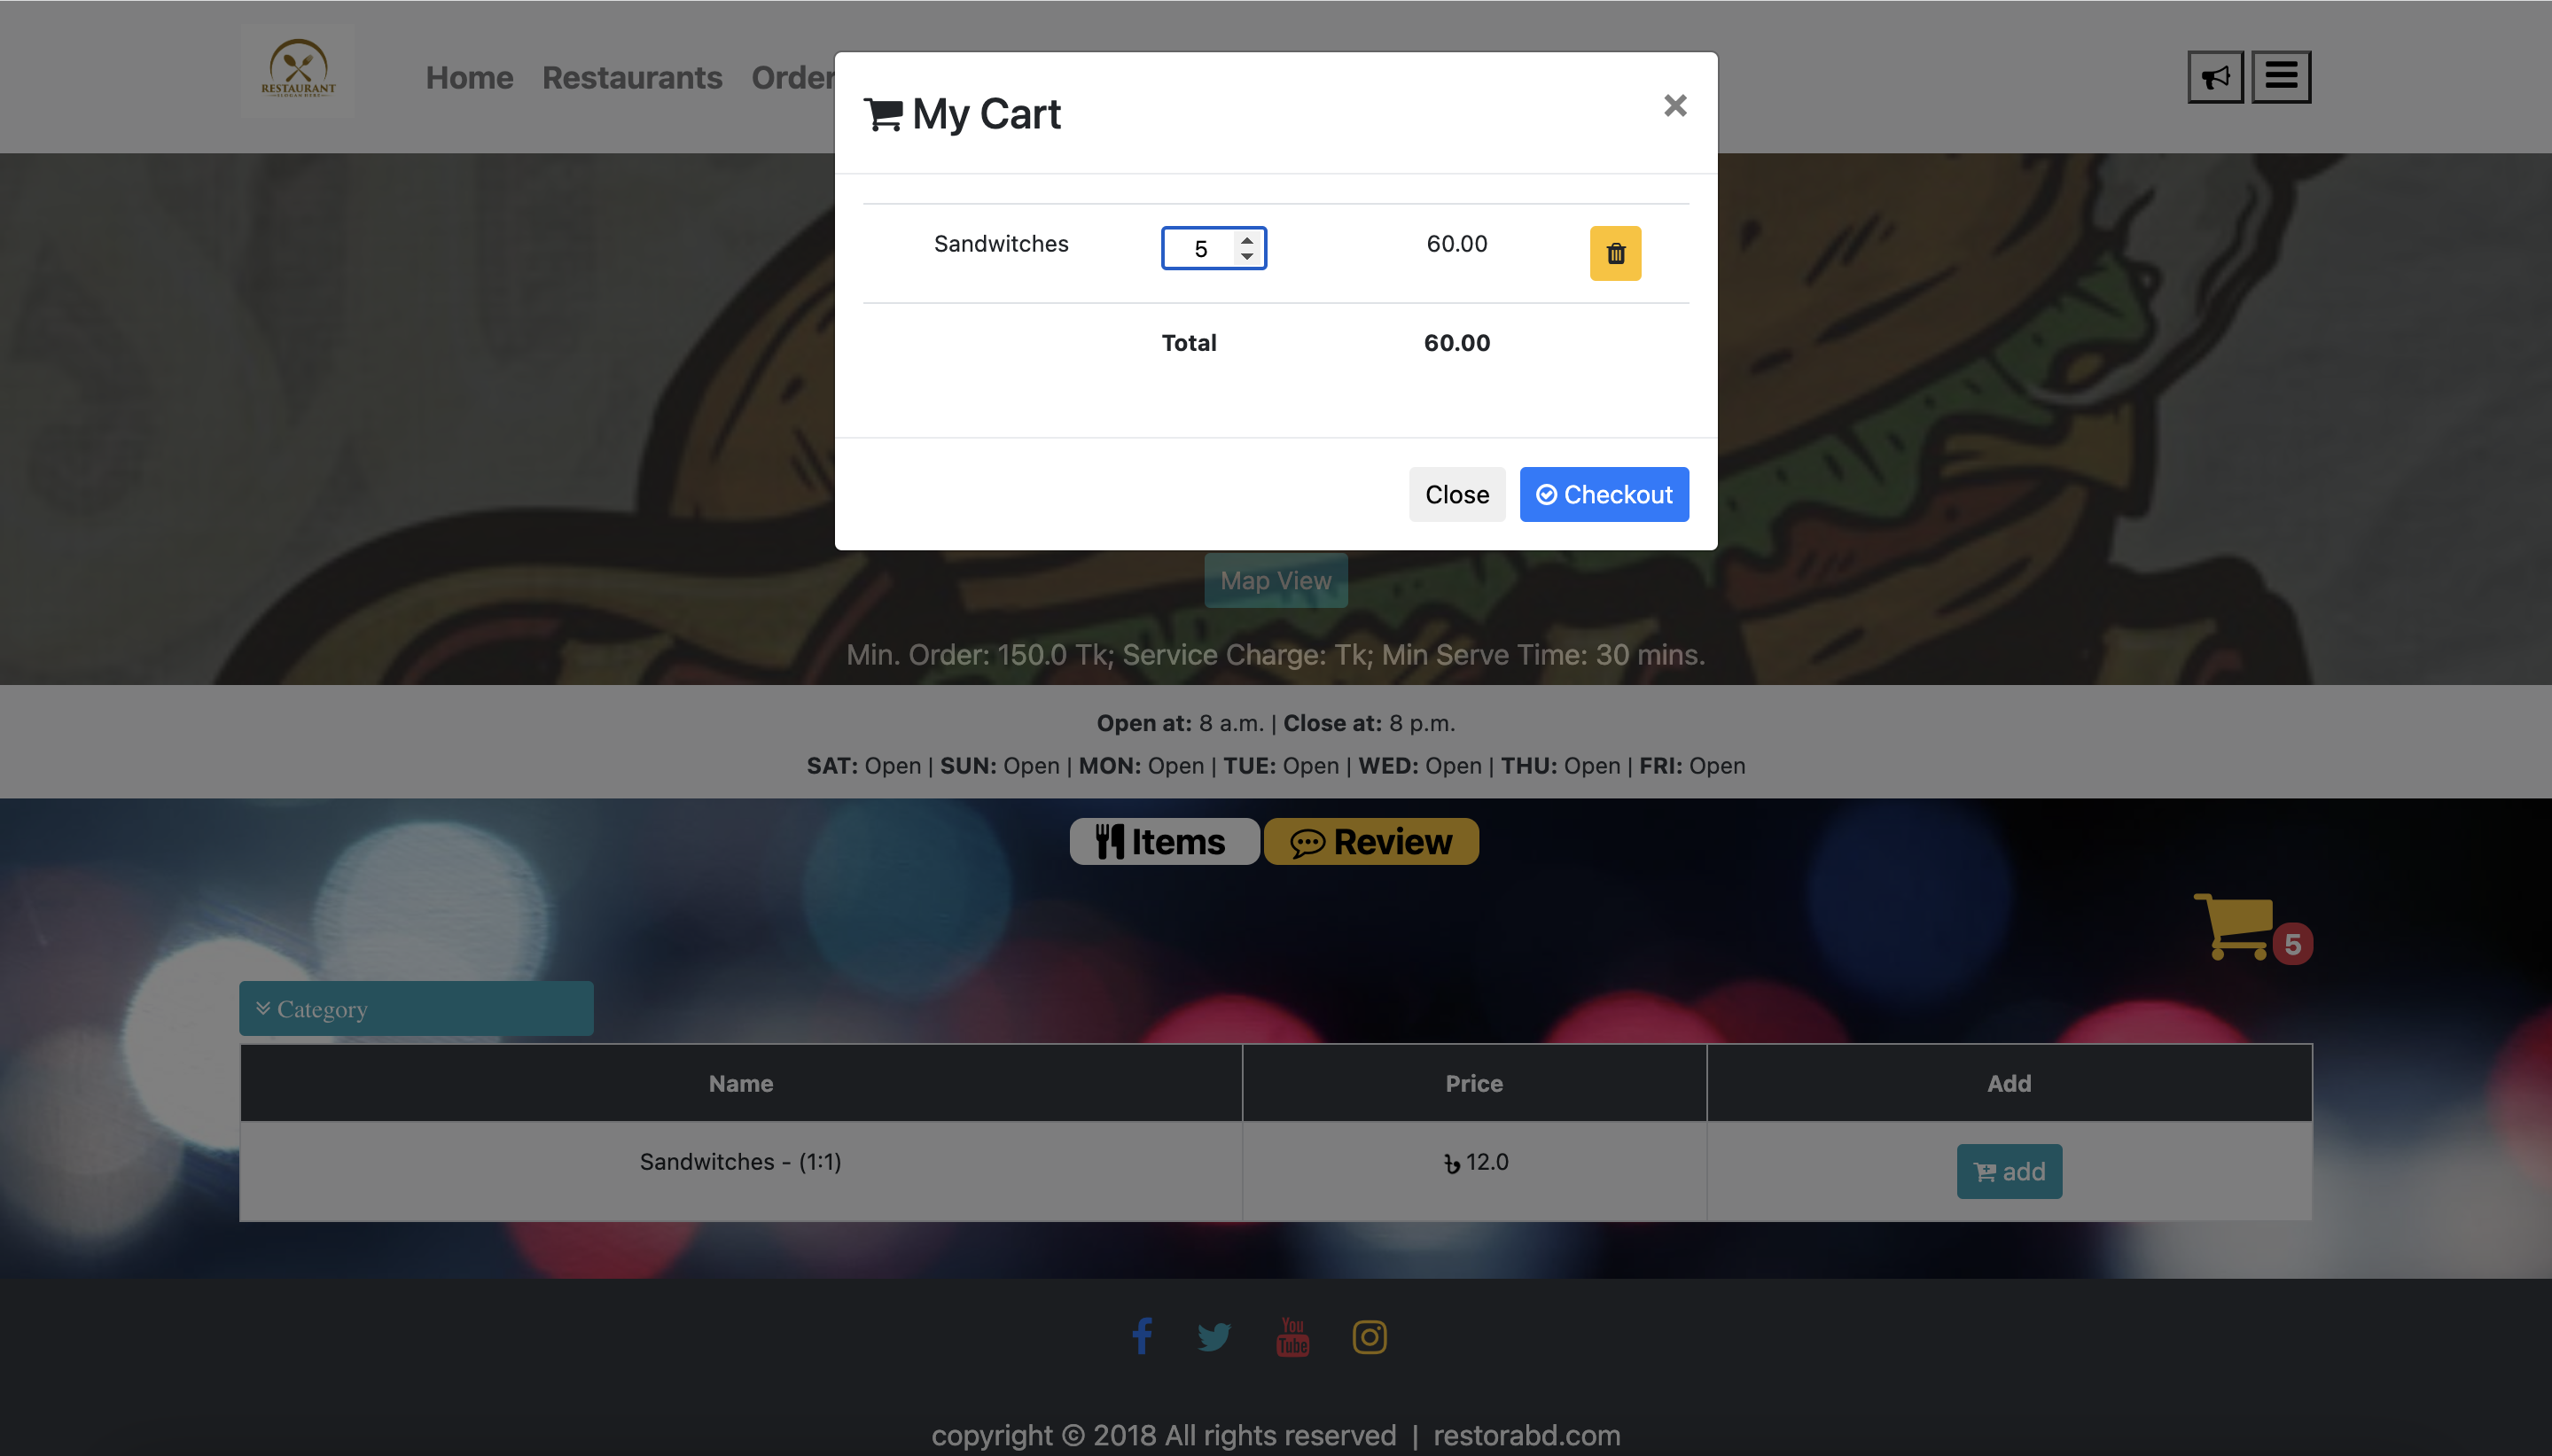 RESTAURANT
Home Restaurants Order
My Cart
Sandwitches 5 60.00
Total 60.00
Close Checkout
Map View
Min. Order: 150.0 Tk; Service Charge: Tk; Min Serve Time: 30 mins.
Open at: 8 a.m. | Close at: 8 p.m.
SAT: Open | SUN: Open | MON: Open | TUE: Open | WED: Open | THU: Open | FRI: Open
Items Review
5
Category
Name Price Add
Sandwitches - (1:1) ৳ 12.0 add
You
Tube
copyright © 2018 All rights reserved | restorabd.com